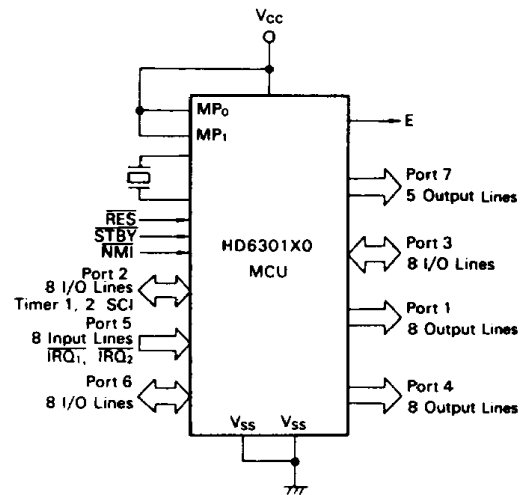 VCC
MP0
MP1
E
Port 7
5 Output Lines
RES
STBY
NMI
HD6301X0
MCU
Port 3
8 I/O Lines
Port 2
8 I/O Lines
Timer 1, 2 SCI
Port 5
8 Input Lines
IRQ1, IRQ2
Port 1
8 Output Lines
Port 6
8 I/O Lines
Port 4
8 Output Lines
VSS VSS